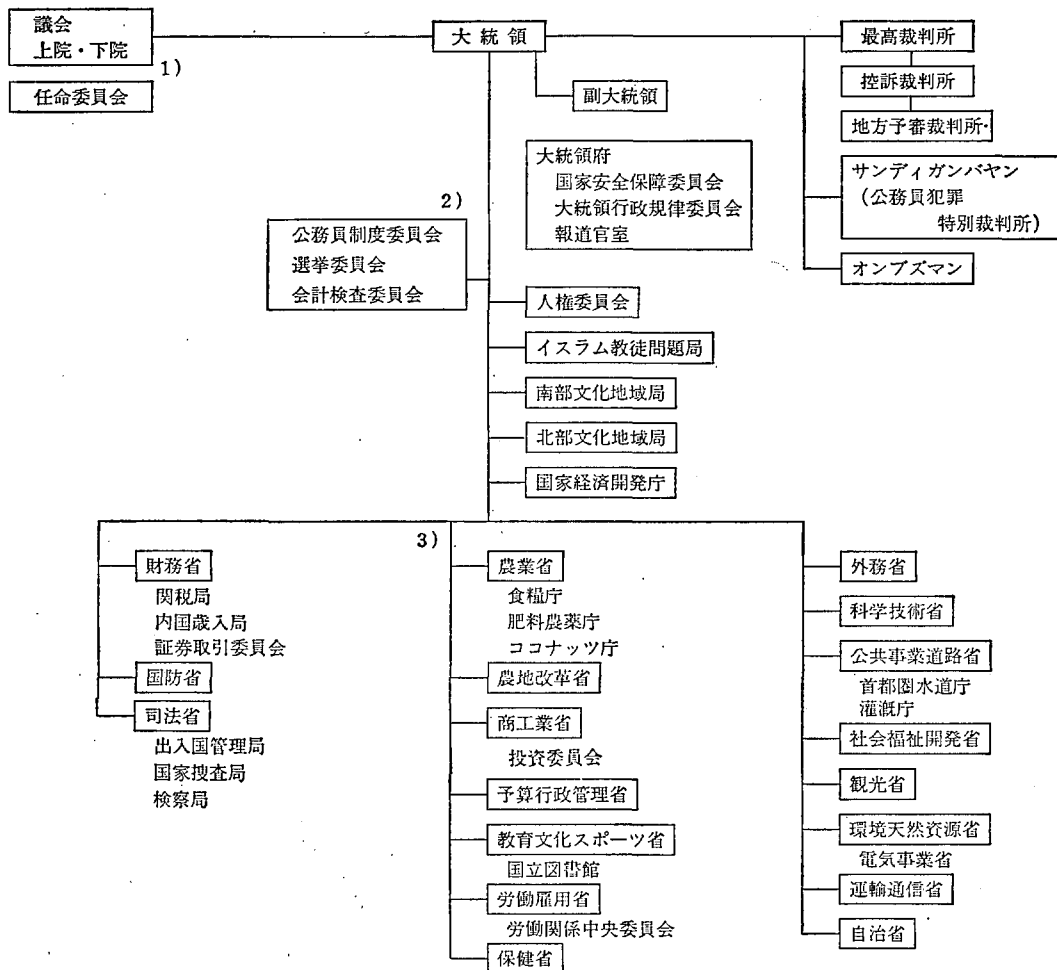 議会
上院・下院
1)
任命委員会
大統領
副大統領
大統領府
国家安全保障委員会
大統領行政規律委員会
報道官室
2)
公務員制度委員会
選挙委員会
会計検査委員会
人権委員会
イスラム教徒問題局
南部文化地域局
北部文化地域局
国家経済開発庁
最高裁判所
控訴裁判所
地方予審裁判所
サンディガンバヤン
(公務員犯罪
特別裁判所)
オンブズマン
財務省
関税局
内国歳入局
証券取引委員会
国防省
司法省
出入国管理局
国家捜査局
検察局
3)
農業省
食糧庁
肥料農薬庁
ココナッツ庁
農地改革省
商工業省
投資委員会
予算行政管理省
教育文化スポーツ省
国立図書館
労働雇用省
労働関係中央委員会
保健省
外務省
科学技術省
公共事業道路省
首都圏水道庁
灌漑庁
社会福祉開発省
観光省
環境天然資源省
電気事業省
運輸通信省
自治省